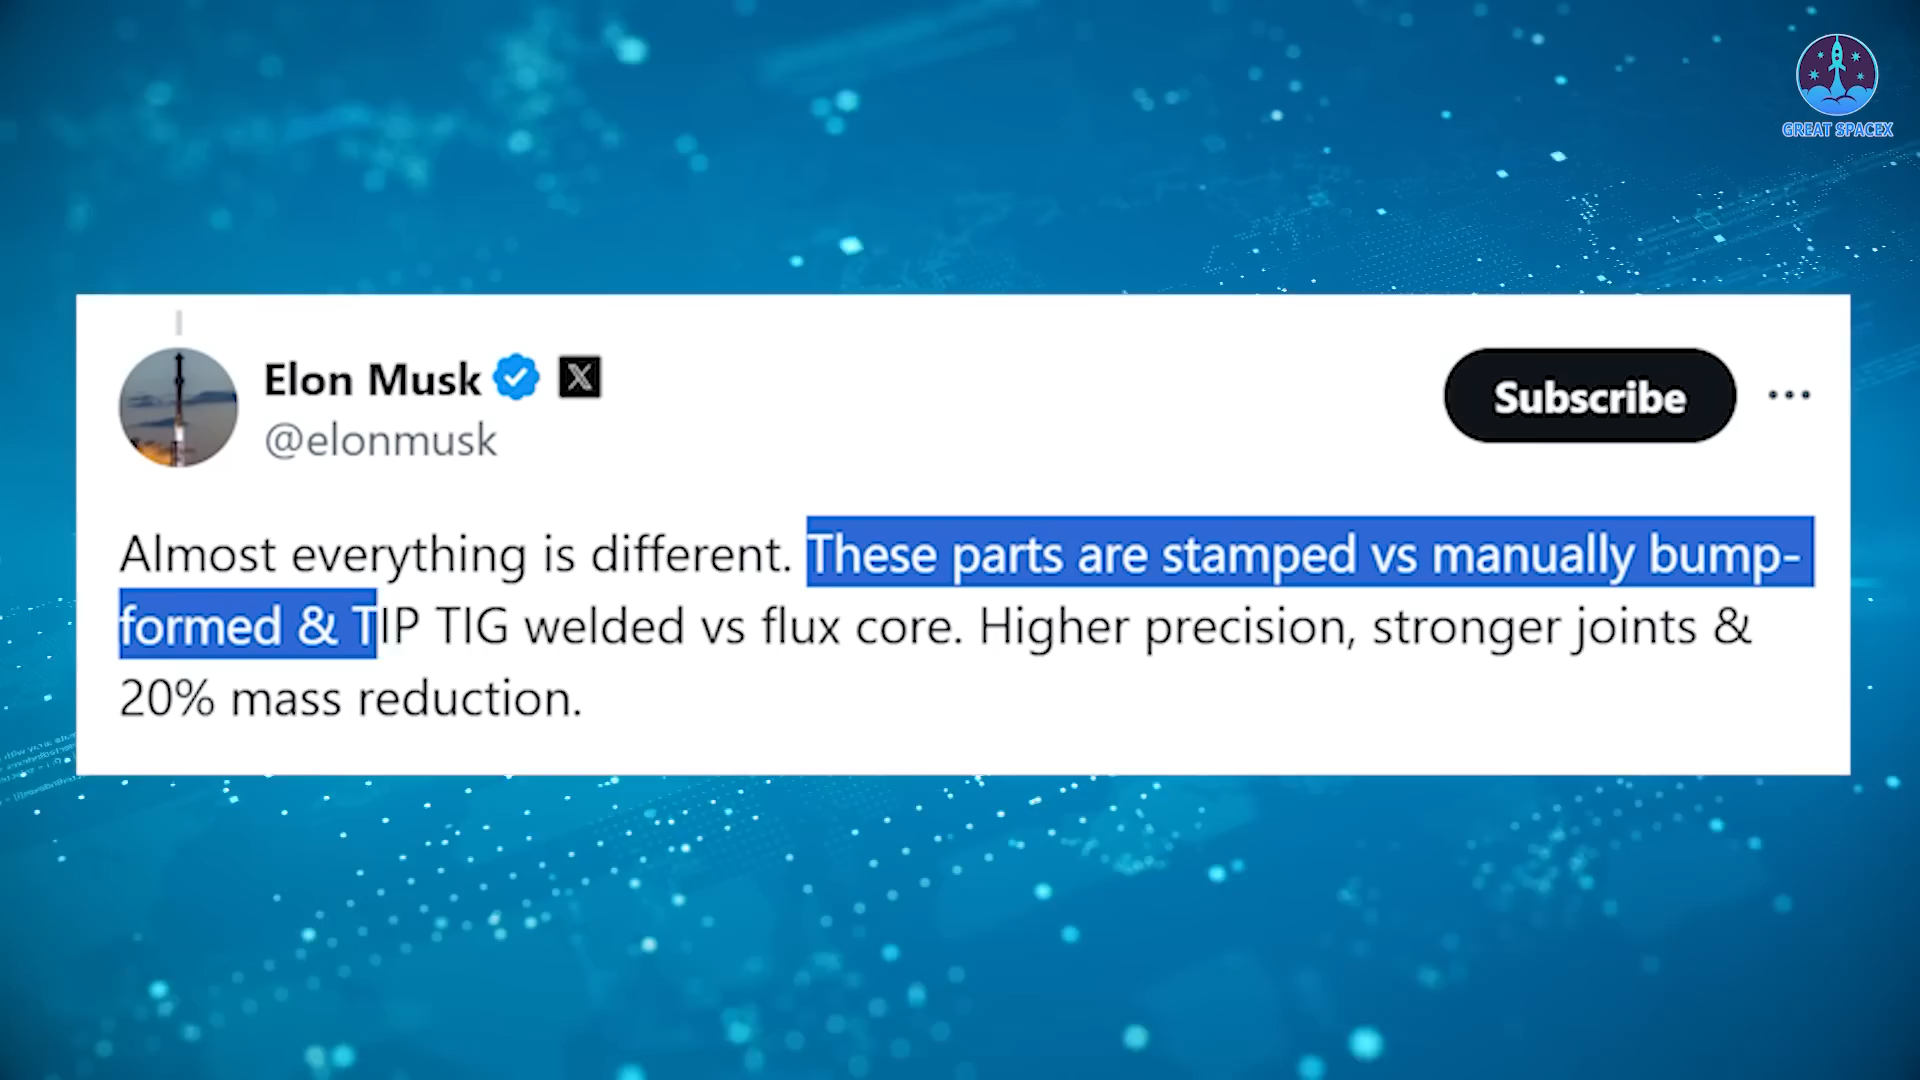 GREAT SPACEX
Elon Musk X
@elonmusk
Subscribe
Almost everything is different. These parts are stamped vs manually bump-
formed & TIP TIG welded vs flux core. Higher precision, stronger joints &
20% mass reduction.